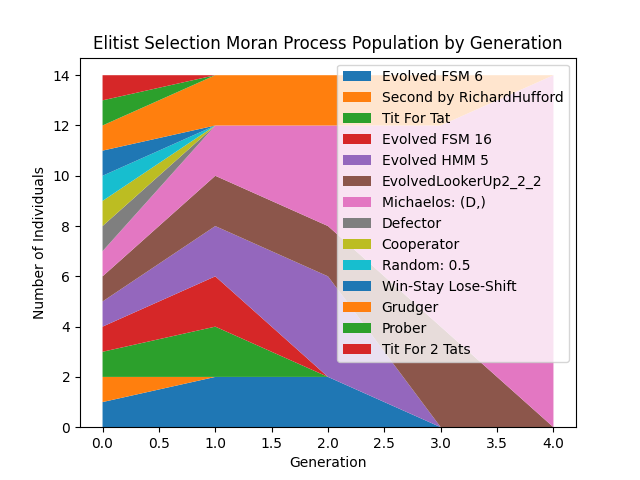 Elitist Selection Moran Process Population by Generation
Number of Individuals
14
12
10
8
6
4
2
0
0.0 0.5 1.0 1.5 2.0 2.5 3.0 3.5 4.0
Generation
Evolved FSM 6
Second by RichardHufford
Tit For Tat
Evolved FSM 16
Evolved HMM 5
EvolvedLookerUp2_2_2
Michaelos: (D,)
Defector
Cooperator
Random: 0.5
Win-Stay Lose-Shift
Grudger
Prober
Tit For 2 Tats